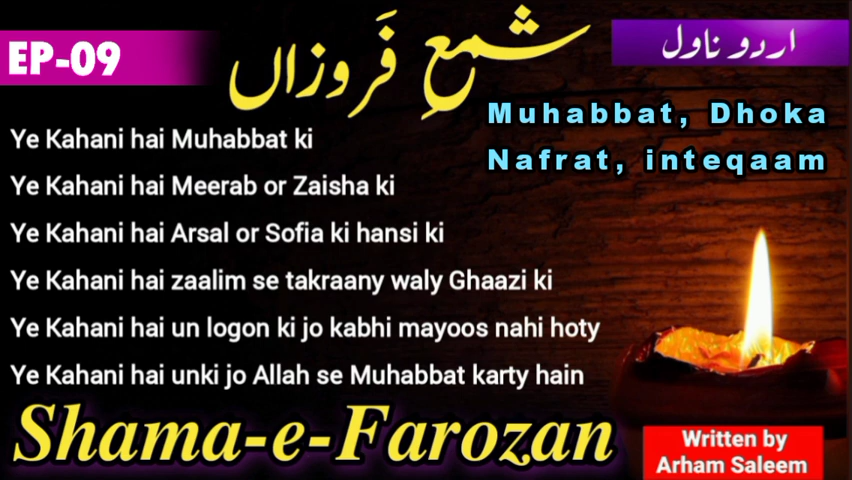 EP-09
شمعِ فَروزاں
اردو ناول
Muhabbat, Dhoka
Nafrat, inteqaam
Ye Kahani hai Muhabbat ki
Ye Kahani hai Meerab or Zaisha ki
Ye Kahani hai Arsal or Sofia ki hansi ki
Ye Kahani hai zaalim se takraany waly Ghaazi ki
Ye Kahani hai un logon ki jo kabhi mayoos nahi hoty
Ye Kahani hai unki jo Allah se Muhabbat karty hain
Shama-e-Farozan
Written by
Arham Saleem